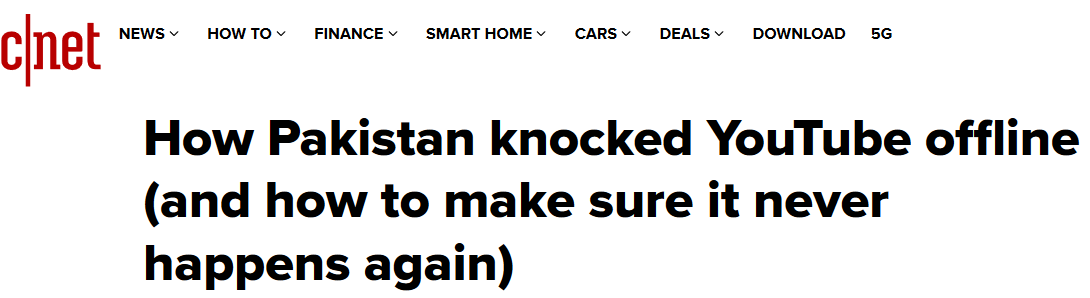 c|net NEWS HOW TO FINANCE SMART HOME CARS DEALS DOWNLOAD 5G
How Pakistan knocked YouTube offline
(and how to make sure it never
happens again)